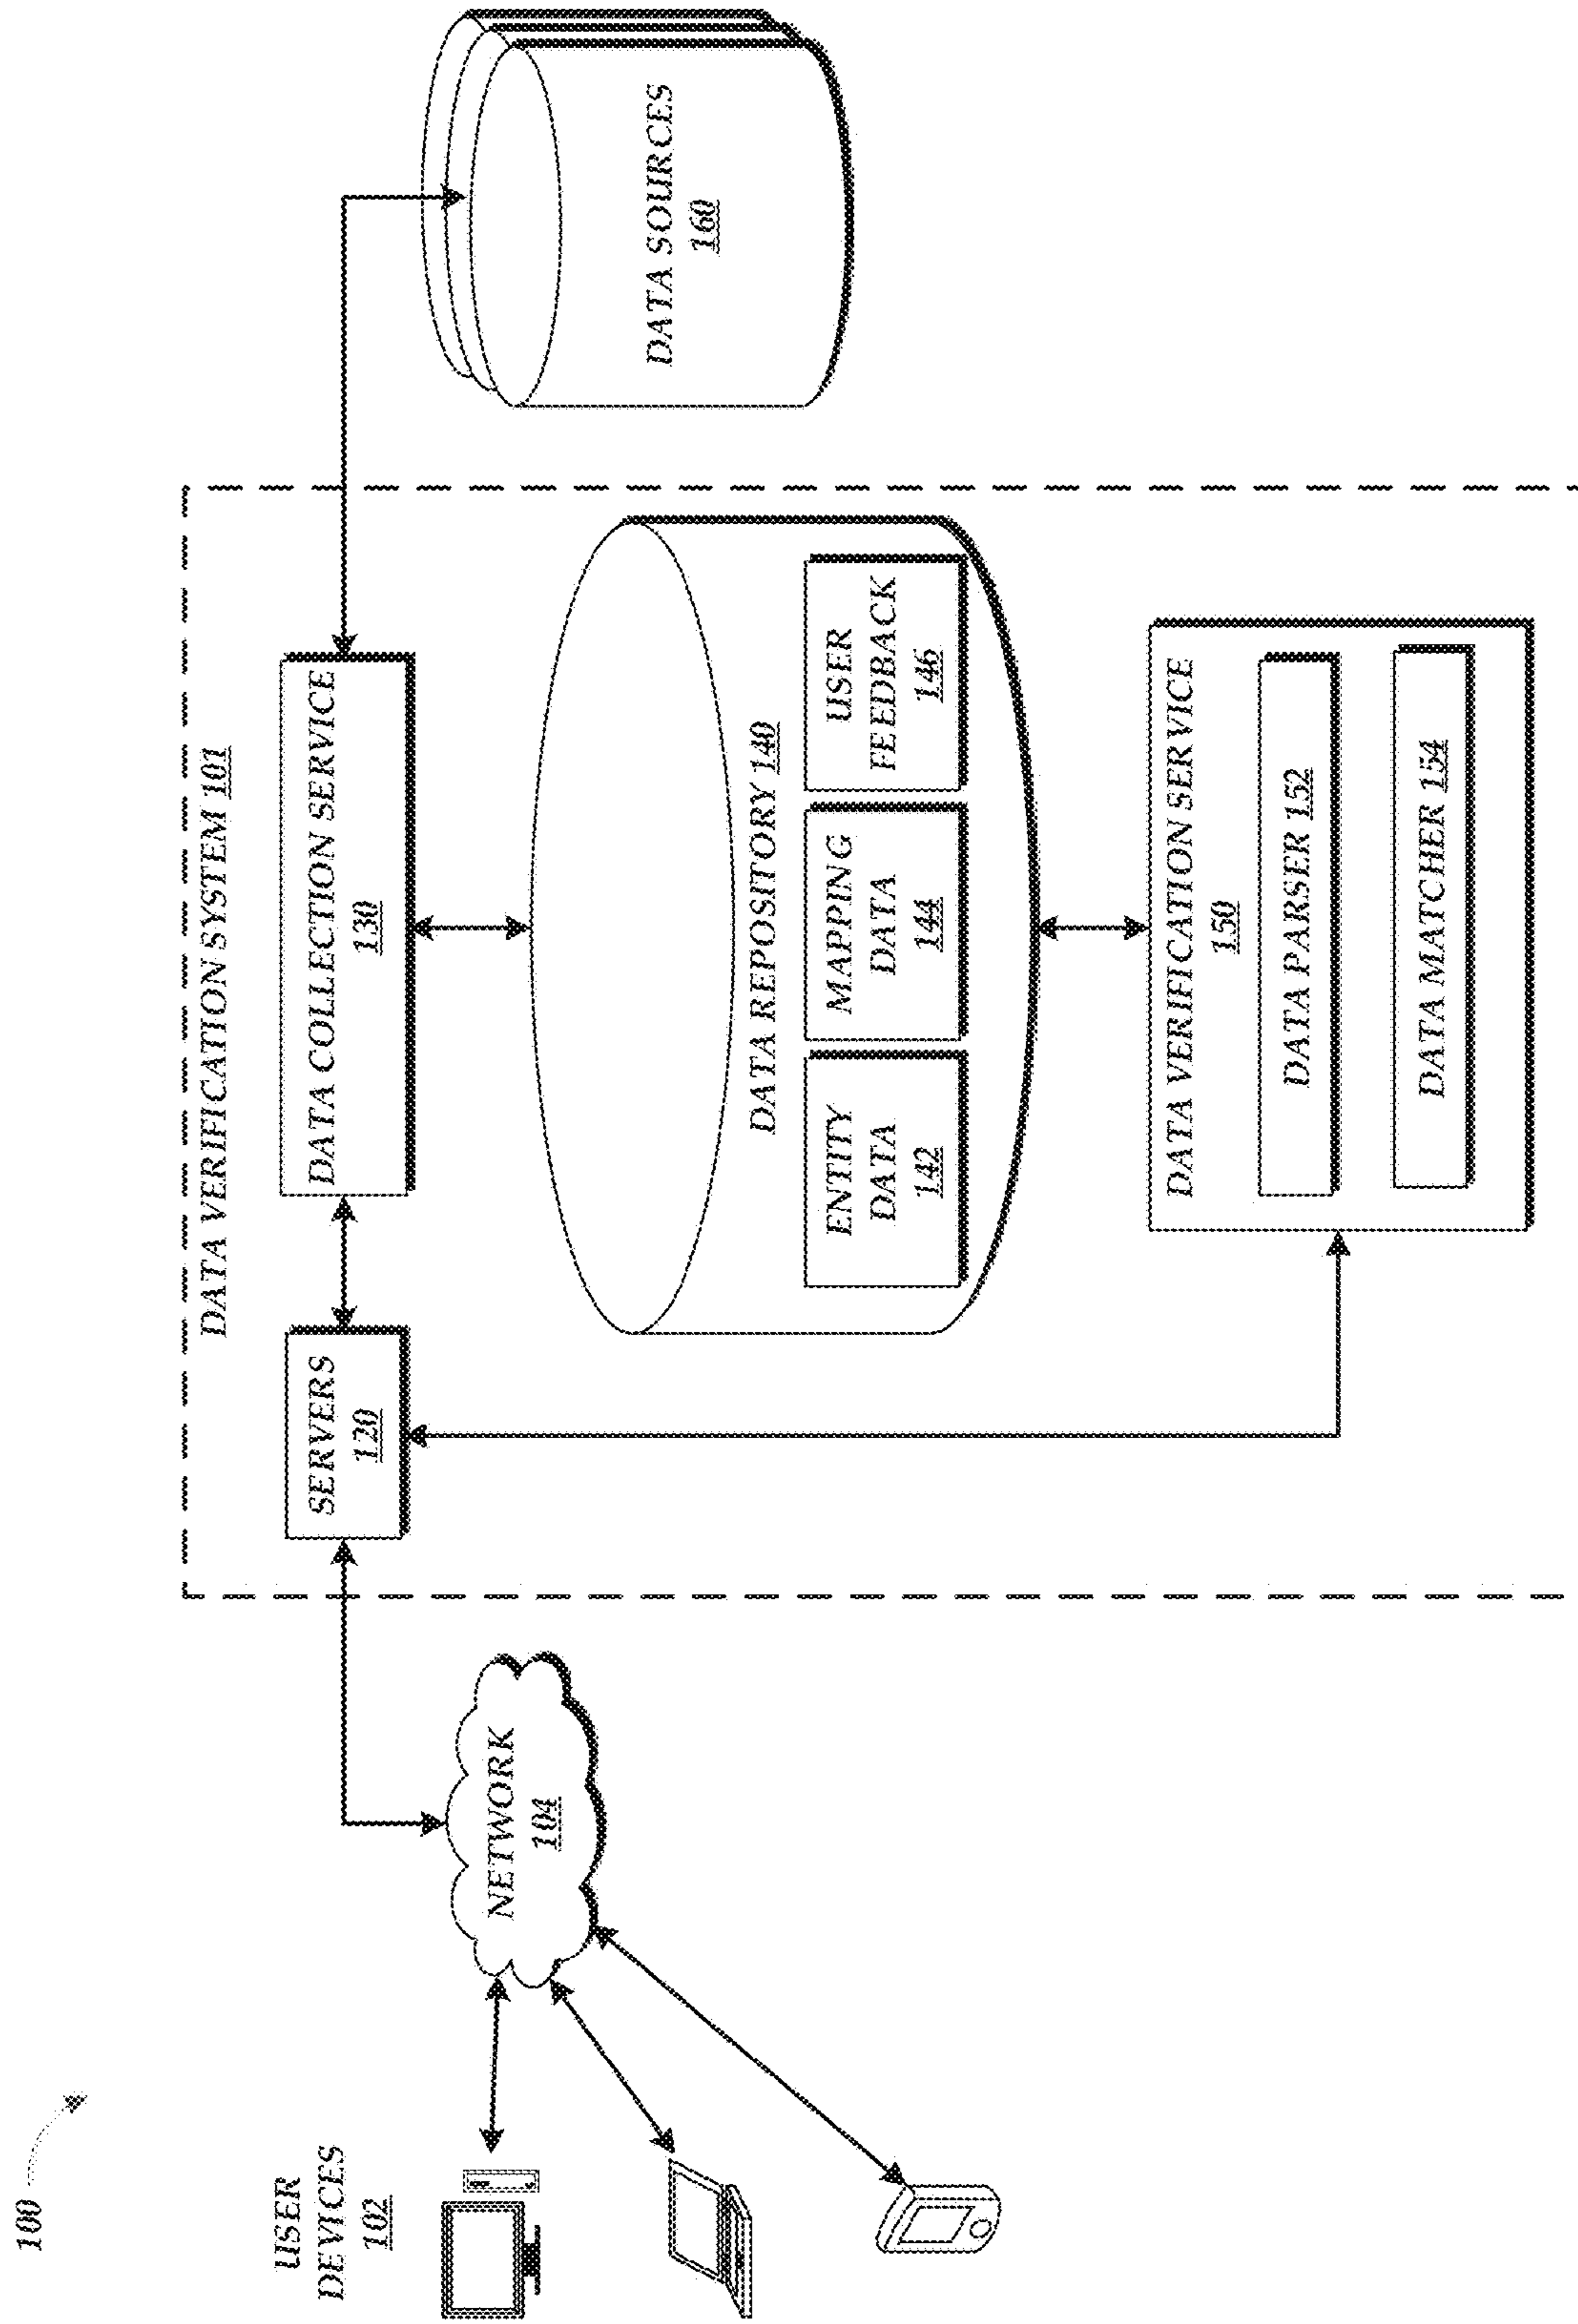 100
USER
DEVICES
102
NETWORK
104
DATA VERIFICATION SYSTEM 101
SERVERS
120
DATA COLLECTION SERVICE
130
DATA REPOSITORY 140
ENTITY
DATA
142
MAPPING
DATA
144
USER
FEEDBACK
146
DATA VERIFICATION SERVICE
150
DATA PARSER 152
DATA MATCHER 154
DATA SOURCES
160